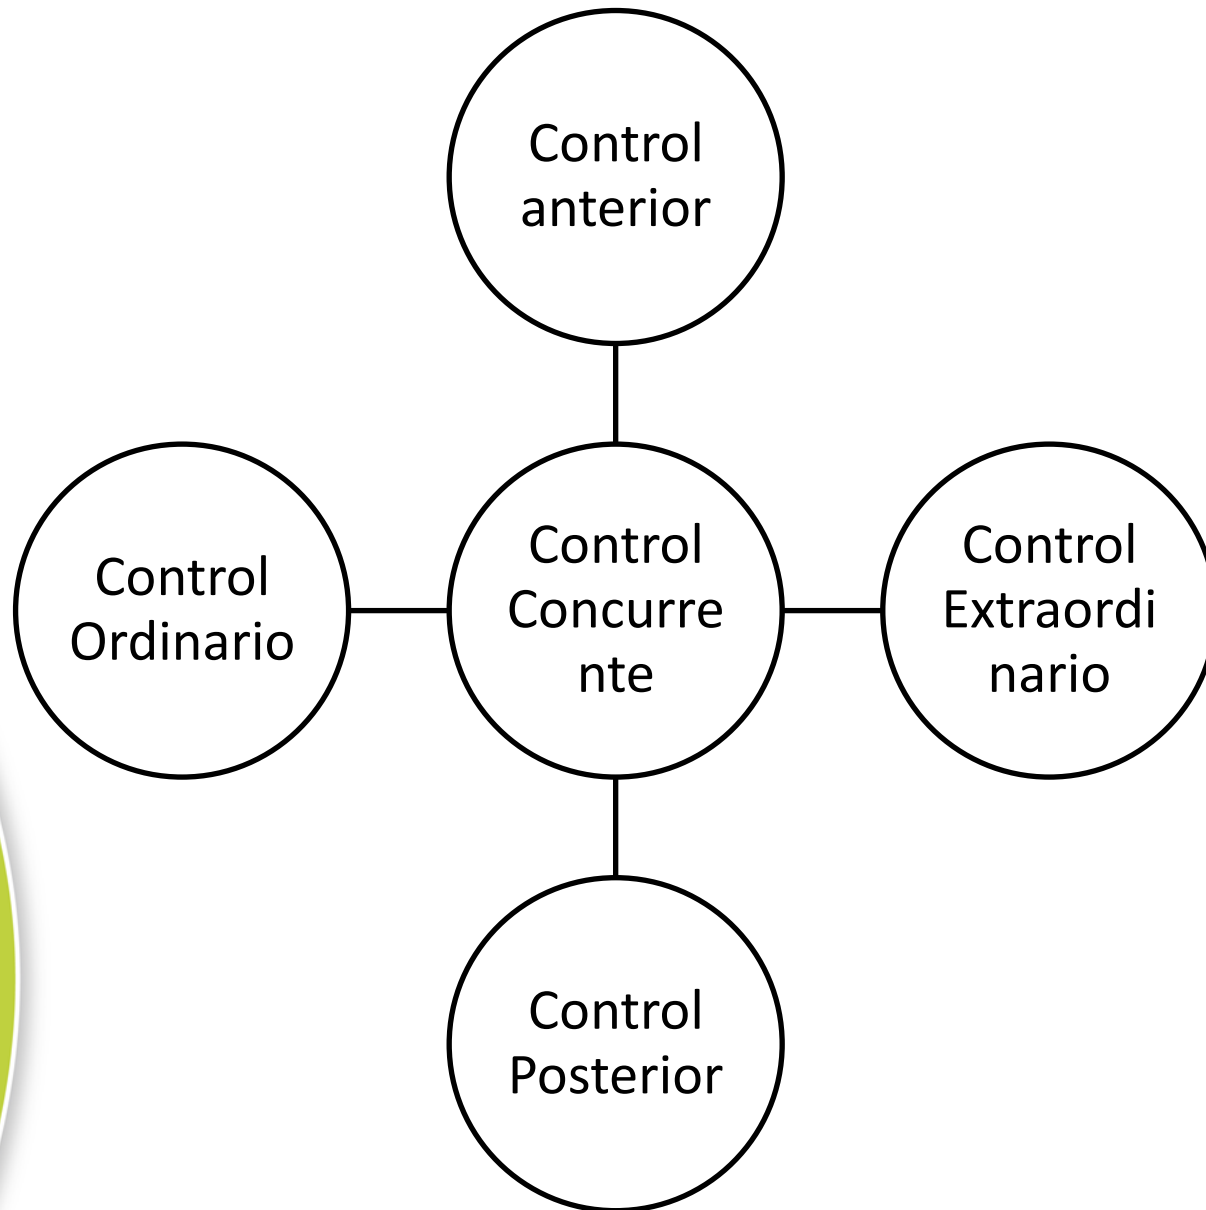 Control
anterior
Control
Ordinario
Control
Concurre
nte
Control
Extraordi
nario
Control
Posterior